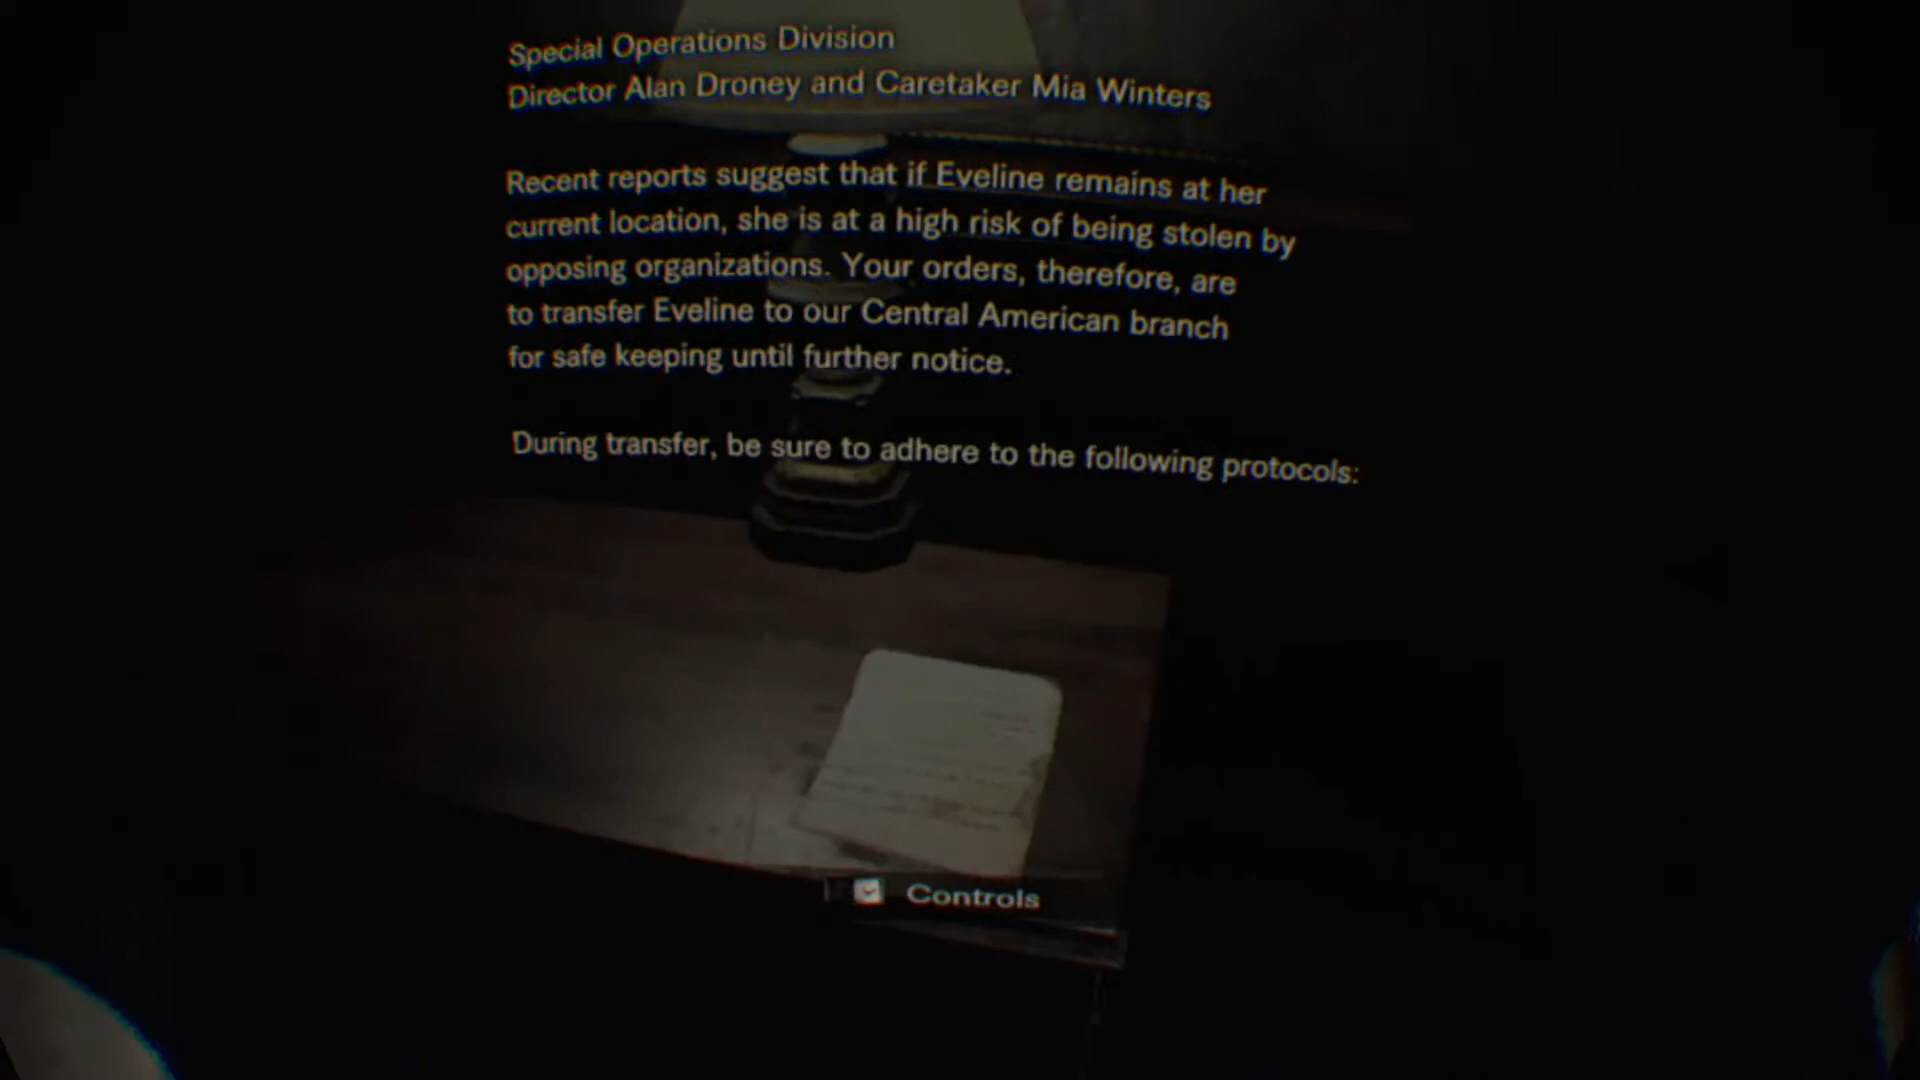 Special Operations Division
Director Alan Droney and Caretaker Mia Winters
Recent reports suggest that if Eveline remains at her
current location, she is at a high risk of being stolen by
opposing organizations. Your orders, therefore, are
to transfer Eveline to our Central American branch
for safe keeping until further notice.
During transfer, be sure to adhere to the following protocols:
Controls